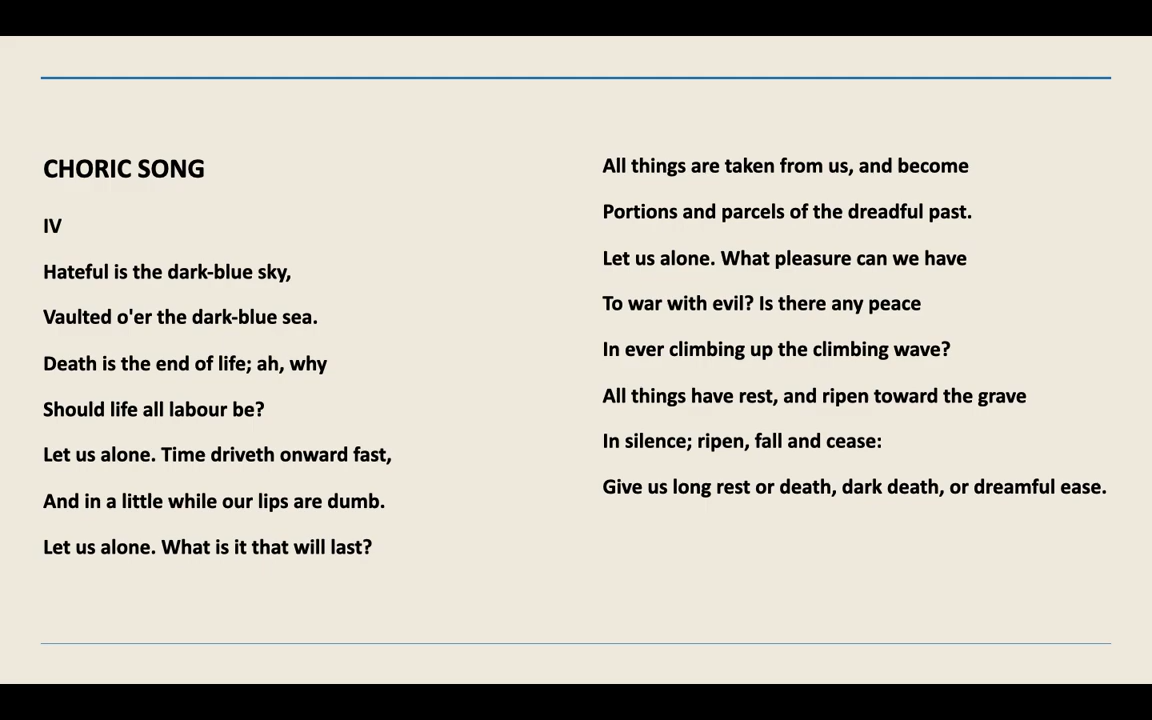 CHORIC SONG
IV
Hateful is the dark-blue sky,
Vaulted o'er the dark-blue sea.
Death is the end of life; ah, why
Should life all labour be?
Let us alone. Time driveth onward fast,
And in a little while our lips are dumb.
Let us alone. What is it that will last?
All things are taken from us, and become
Portions and parcels of the dreadful past.
Let us alone. What pleasure can we have
To war with evil? Is there any peace
In ever climbing up the climbing wave?
All things have rest, and ripen toward the grave
In silence; ripen, fall and cease:
Give us long rest or death, dark death, or dreamful ease.